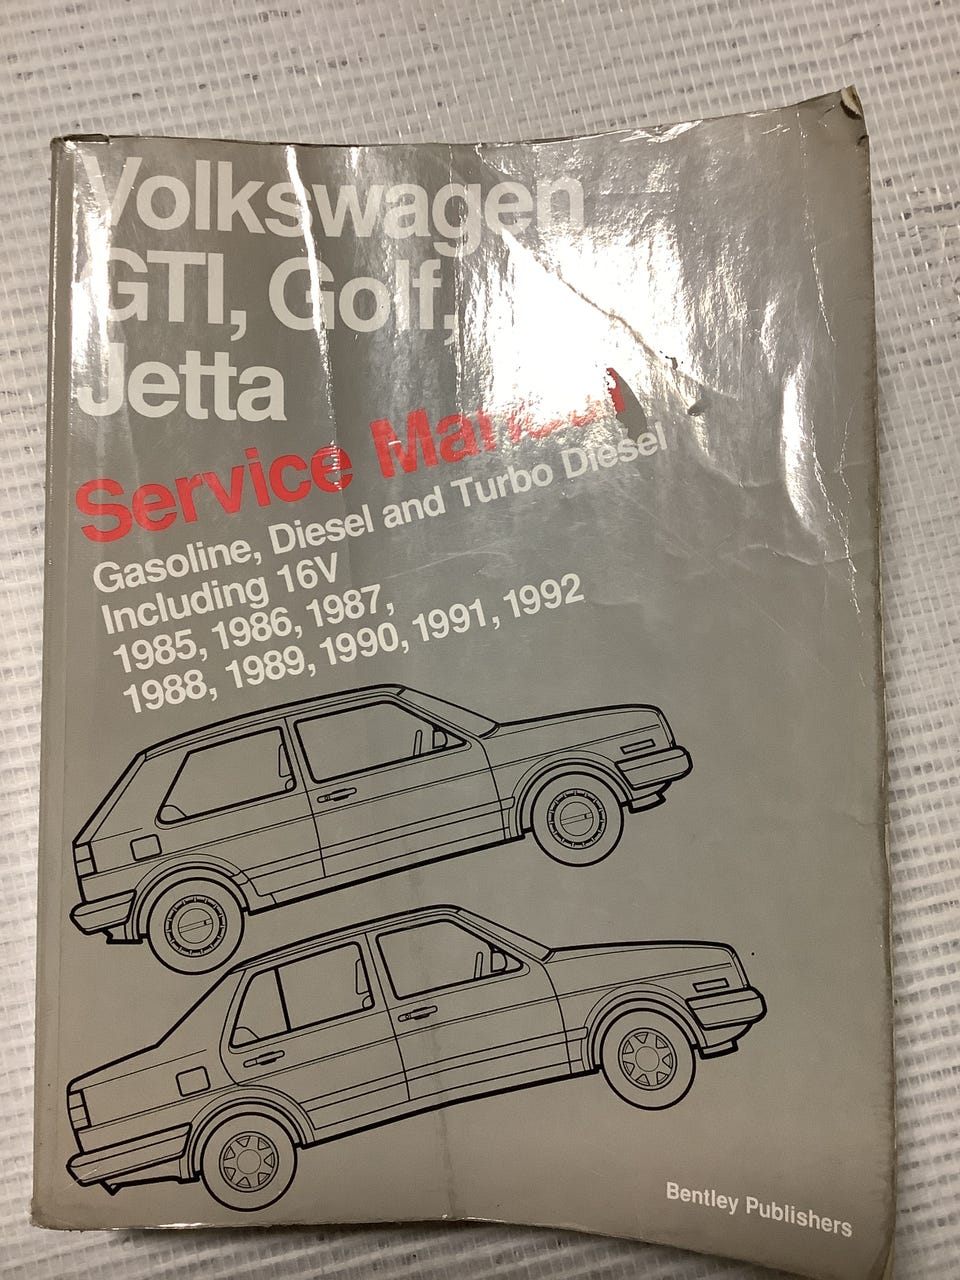 Volkswagen
GTI, Golf,
Jetta
Service Manual
Gasoline, Diesel and Turbo Diesel
Including 16V
1985, 1986, 1987,
1988, 1989, 1990, 1991, 1992
Bentley Publishers